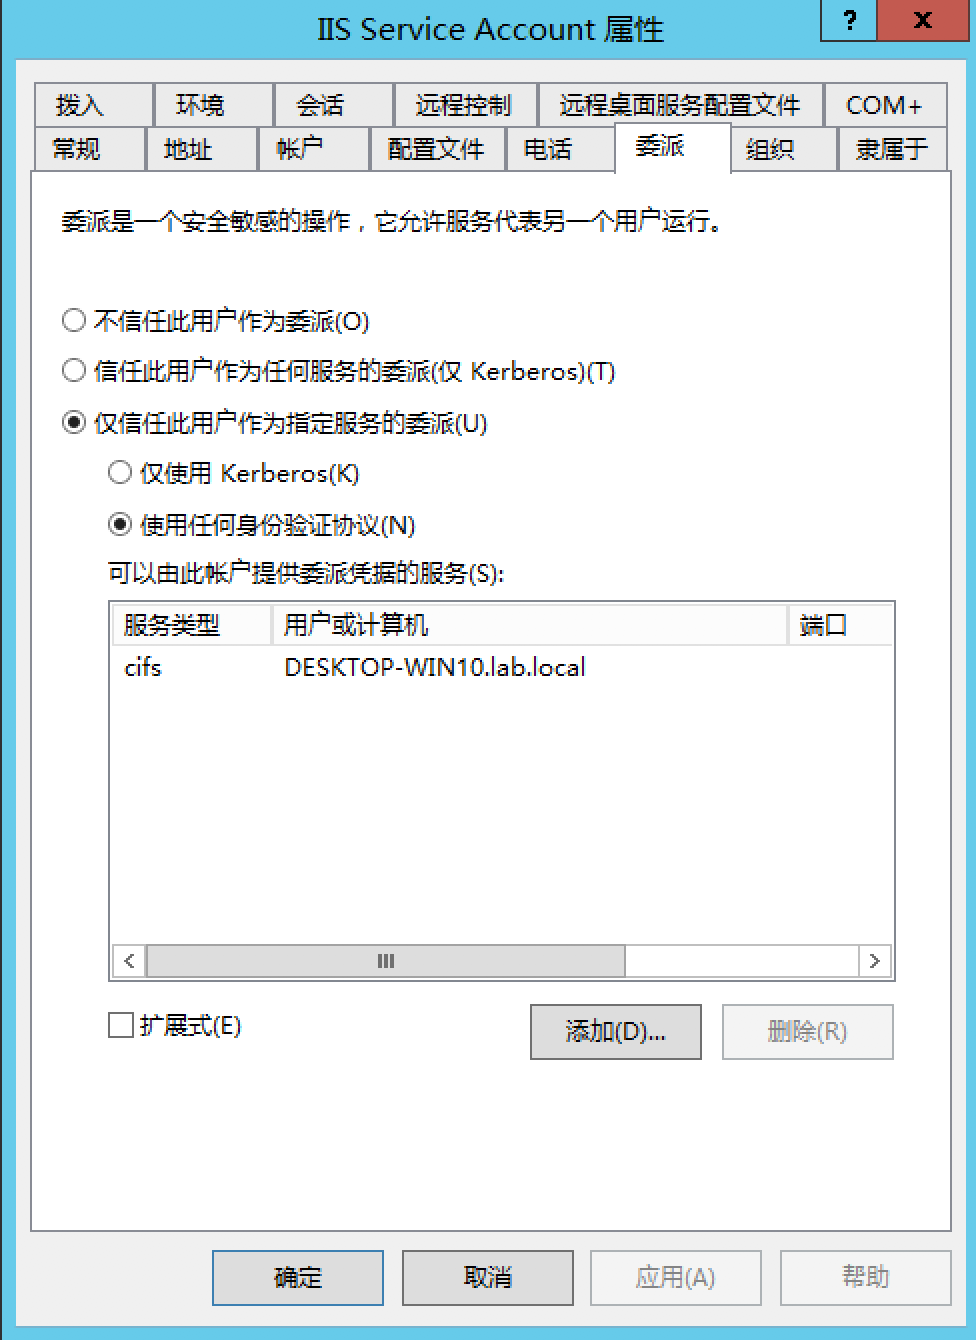 IIS Service Account 属性
?
x
拨入 环境 会话 远程控制 远程桌面服务配置文件 COM+
常规 地址 帐户 配置文件 电话 委派 组织 隶属于
委派是一个安全敏感的操作，它允许服务代表另一个用户运行。
不信任此用户作为委派(O)
信任此用户作为任何服务的委派(仅 Kerberos)(T)
仅信任此用户作为指定服务的委派(U)
仅使用 Kerberos(K)
使用任何身份验证协议(N)
可以由此帐户提供委派凭据的服务(S):
服务类型 用户或计算机 端口
cifs DESKTOP-WIN10.lab.local
扩展式(E) 添加(D)... 删除(R)
确定 取消 应用(A) 帮助